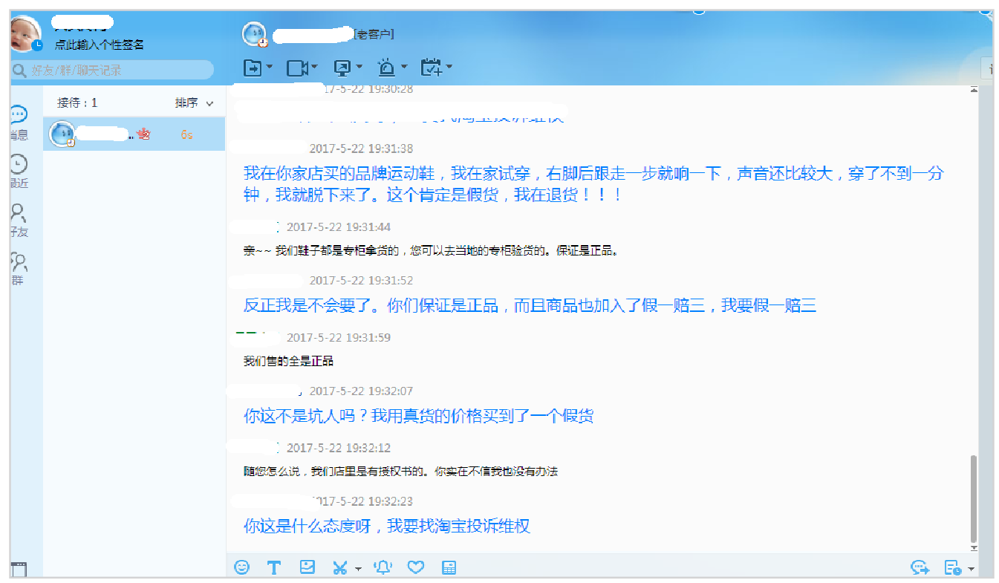 点此输入个性签名
[老客户]
好友/群/聊天记录
接待：1
排序
6s
消息
最近
好友
群
17-5-22 19:30:28
淘宝投诉维权
2017-5-22 19:31:38
我在你家店买的品牌运动鞋，我在家试穿，右脚后跟走一步就响一下，声音还比较大，穿了不到一分
钟，我就脱下来了。这个肯定是假货，我在退货！！！
2017-5-22 19:31:44
亲~~ 我们鞋子都是专柜拿货的，您可以去当地的专柜验货的。保证是正品。
2017-5-22 19:31:52
反正我是不会要了。你们保证是正品，而且商品也加入了假一赔三，我要假一赔三
2017-5-22 19:31:59
我们售的全是正品
2017-5-22 19:32:07
你这不是坑人吗？我用真货的价格买到了一个假货
2017-5-22 19:32:12
随您怎么说，我们店里是有授权书的。你实在不信我也没有办法
017-5-22 19:32:23
你这是什么态度呀，我要找淘宝投诉维权